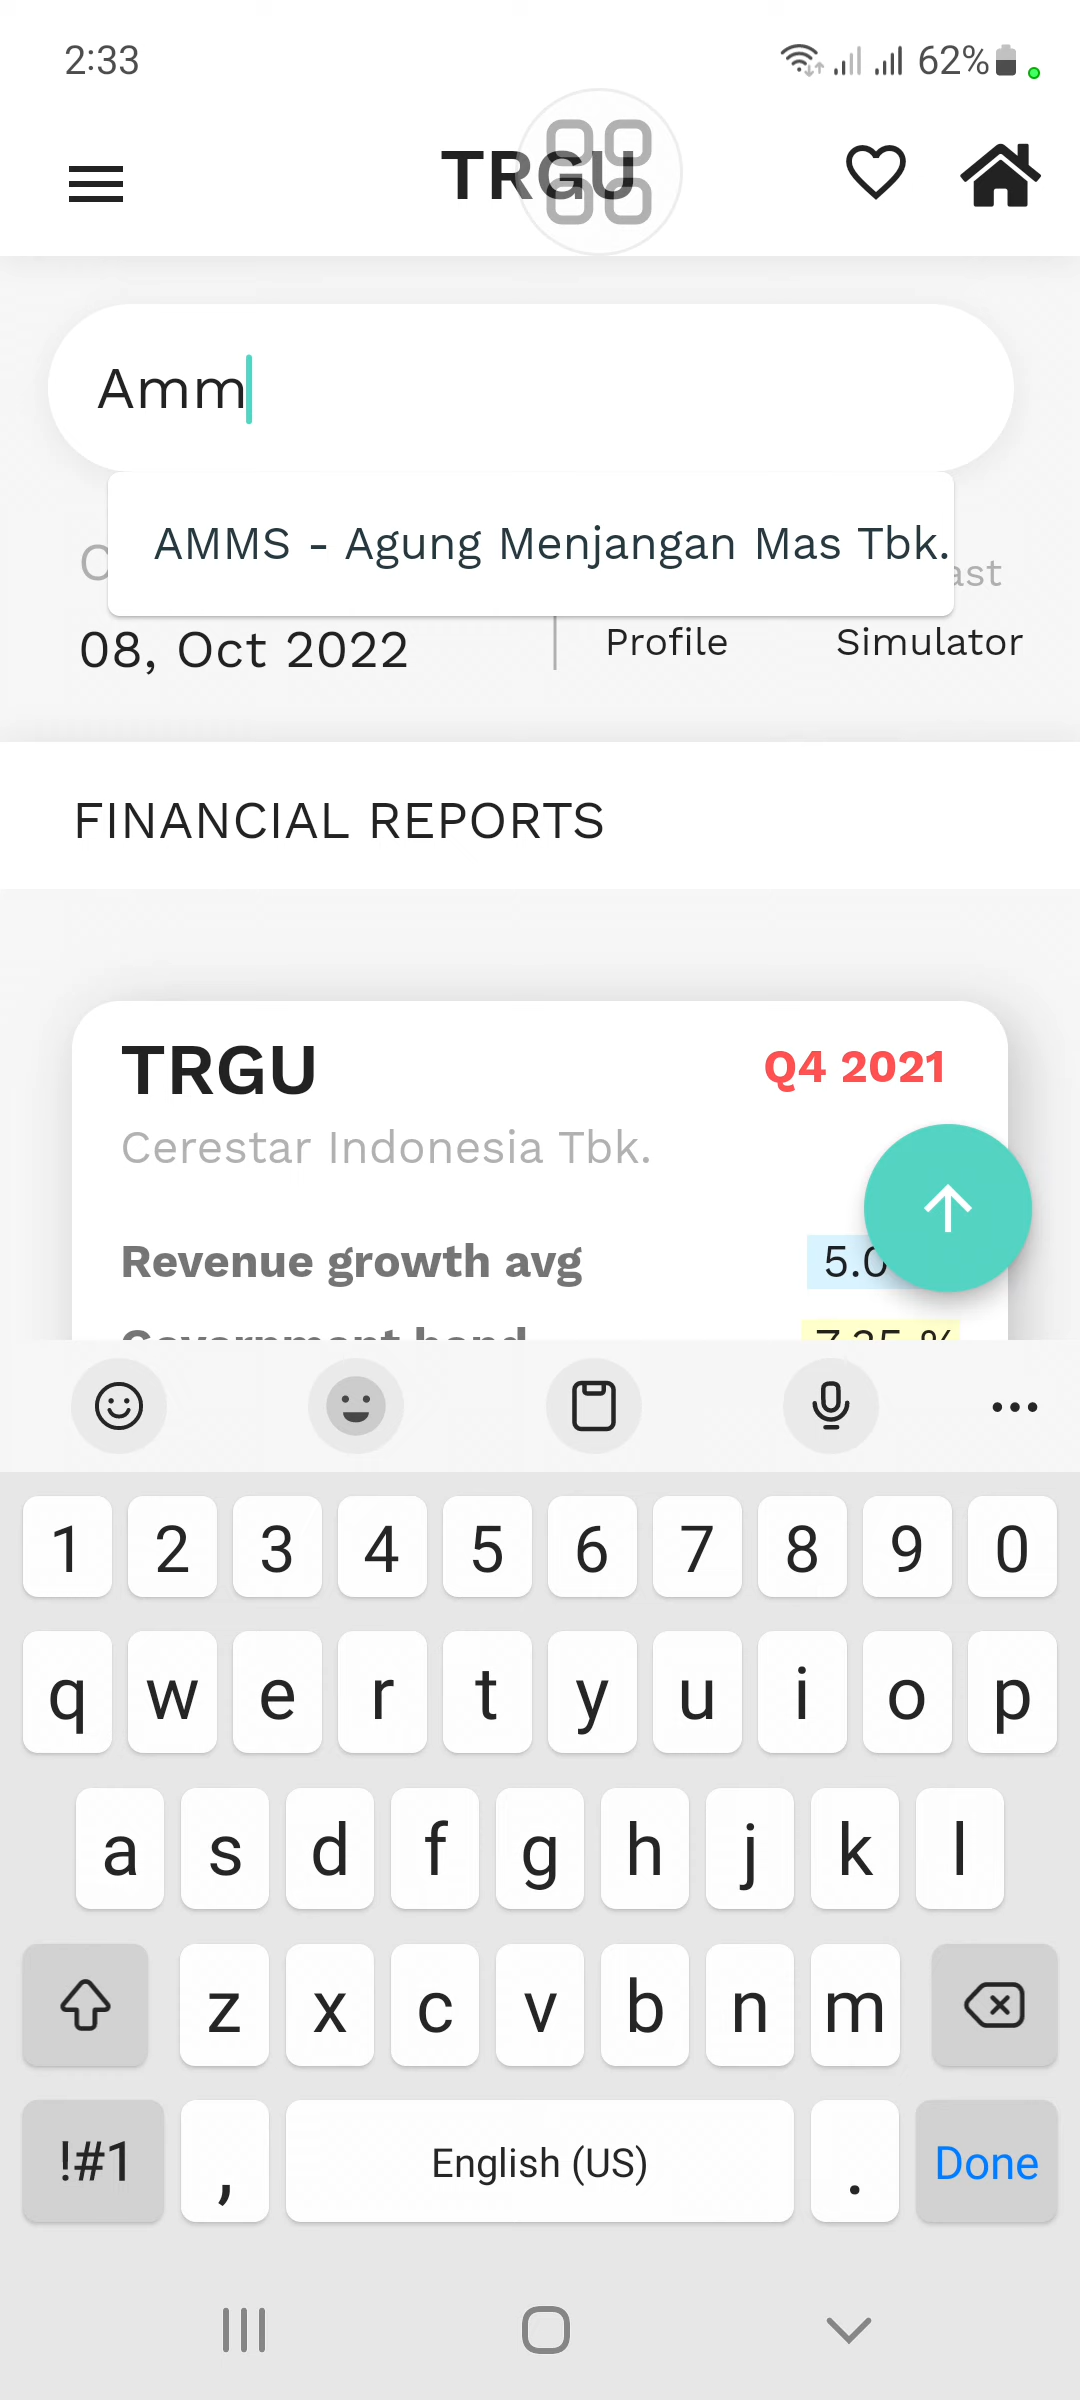 2:33
62%
TRGU
Amm
AMMS - Agung Menjangan Mas Tbk.
08, Oct 2022
Profile
Simulator
FINANCIAL REPORTS
TRGU
Q4 2021
Cerestar Indonesia Tbk.
Revenue growth avg
5.0
1 2 3 4 5 6 7 8 9 0
q w e r t y u i o p
a s d f g h j k l
z x c v b n m
!#1 , English (US) . Done